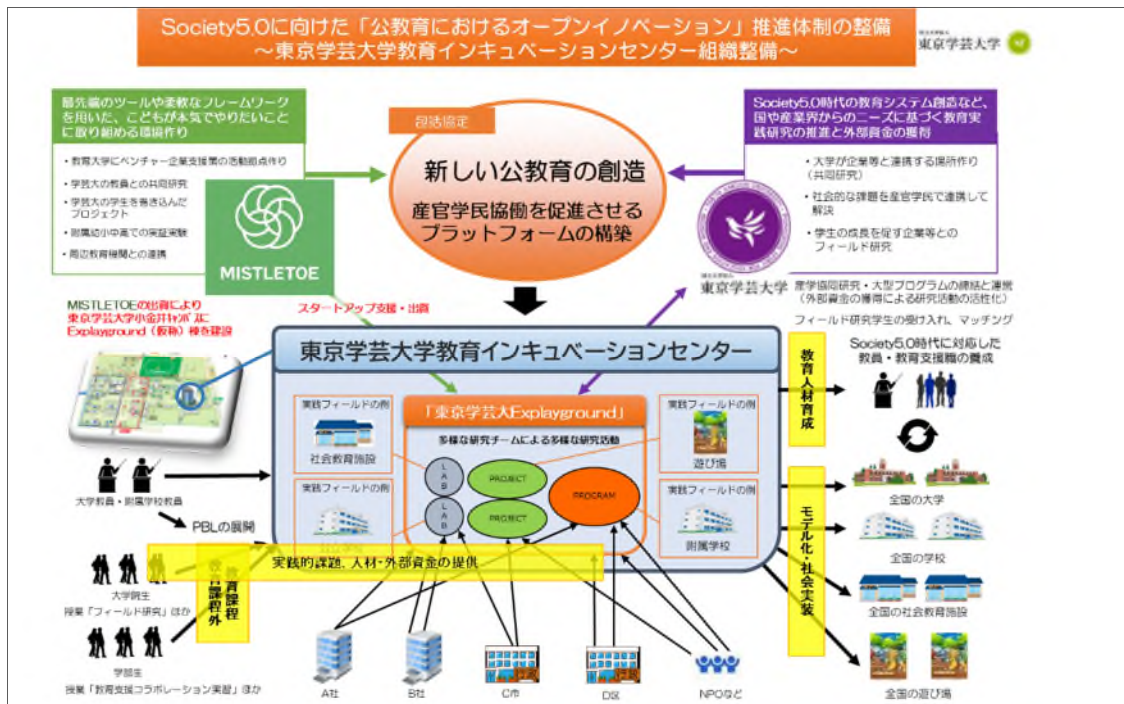 Society5.0に向けた「公教育におけるオープンイノベーション」推進体制の整備
～東京学芸大学教育インキュベーションセンター組織整備～
東京学芸大学
最先端のツールや柔軟なフレームワーク
を用いた、こどもが本気でやりたいこと
に取り組める環境作り
・教育大学にベンチャー企業支援策の活動拠点作り
・学芸大の教員との共同研究
・学芸大の学生を巻き込んだ
プロジェクト
・附属幼小中高での実証実験
・周辺教育機関との連携
MISTLETOE
包括協定
新しい公教育の創造
産官学民協働を促進させる
プラットフォームの構築
Society5.0時代の教育システム創造など、
国や産業界からのニーズに基づく教育実
践研究の推進と外部資金の獲得
・大学が企業等と連携する場所作り
（共同研究）
・社会的な課題を産官学民で連携して
解決
・学生の成長を促す企業等との
フィールド研究
東京学芸大学
産学協同研究・大型プログラムの締結と運営
（外部資金の獲得による研究活動の活性化）
フィールド研究学生の受け入れ、マッチング
MISTLETOEの出資により
東京学芸大学小金井ｷｬﾝﾊﾟｽに
Explayground（仮称）棟を建設
スタートアップ支援・出資
東京学芸大学教育インキュベーションセンター
実践フィールドの例
社会教育施設
実践フィールドの例
「東京学芸大Explayground」
多様な研究チームによる多様な研究活動
LAB
LAB
PROJECT
PROJECT
PROGRAM
実践フィールドの例
遊び場
実践フィールドの例
附属学校
教育人材育成
Society5.0時代に対応した
教員・教育支援職の養成
モデル化・社会実装
全国の大学
全国の学校
全国の社会教育施設
全国の遊び場
大学教員・附属学校教員
PBLの展開
実践的課題、人材・外部資金の提供
教育課程
教育課程外
大学院生
授業「フィールド研究」ほか
学部生
授業「教育支援コラボレーション実習」ほか
A社
B社
C市
D区
NPOなど